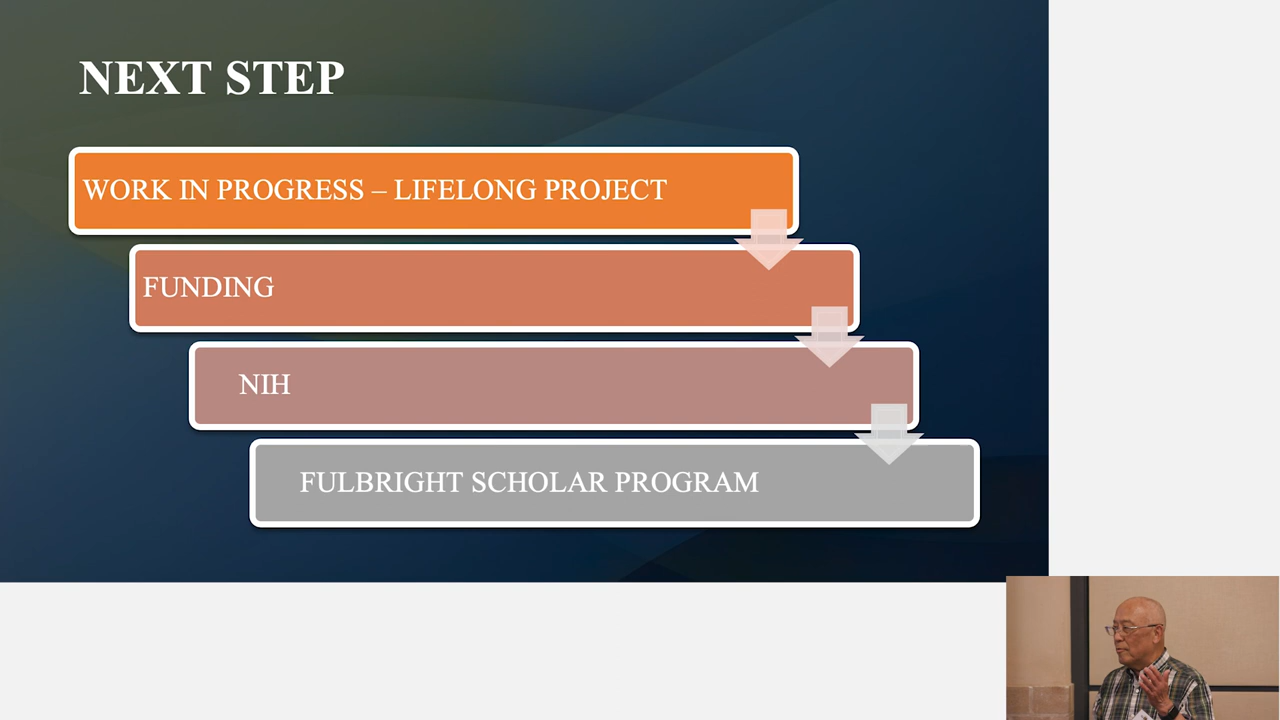 NEXT STEP
WORK IN PROGRESS – LIFELONG PROJECT
FUNDING
NIH
FULBRIGHT SCHOLAR PROGRAM